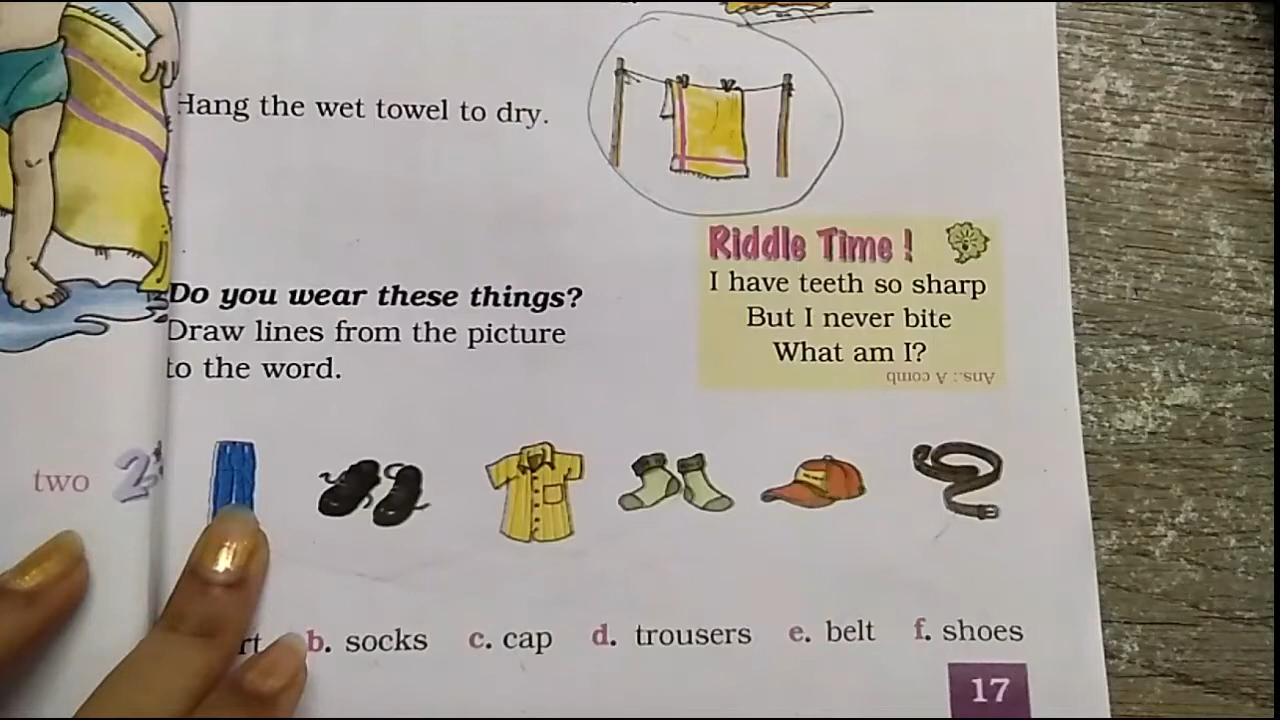 Hang the wet towel to dry.
Riddle Time !
I have teeth so sharp
But I never bite
What am I?
Ans.: A comb
Do you wear these things?
Draw lines from the picture
to the word.
two 2
b. socks c. cap d. trousers e. belt f. shoes
17